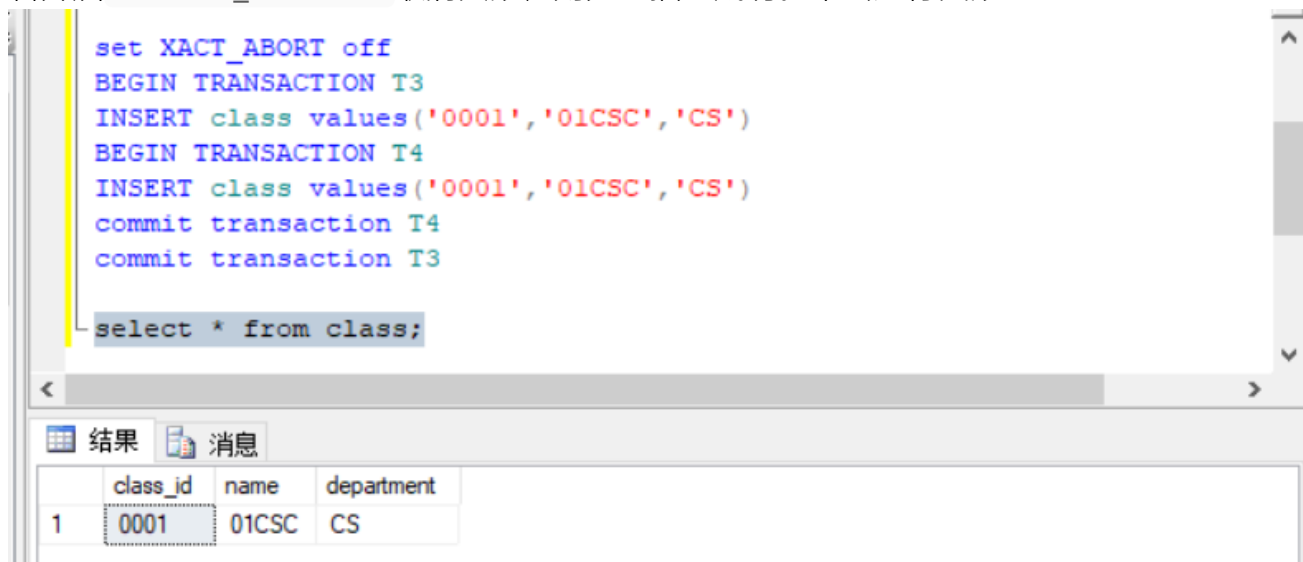 set XACT_ABORT off
BEGIN TRANSACTION T3
INSERT class values('0001','01CSC','CS')
BEGIN TRANSACTION T4
INSERT class values('0001','01CSC','CS')
commit transaction T4
commit transaction T3
select * from class;
结果 消息
class_id name department
1 0001 01CSC CS